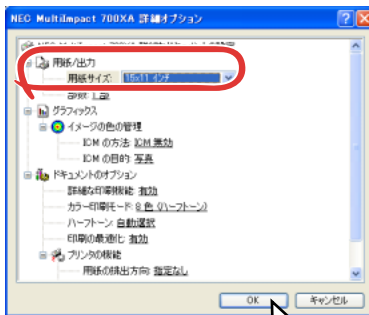 NEC MultiImpact 700XA 詳細オプション
用紙/出力
用紙サイズ: 15x11 インチ
部数: 1 部
グラフィックス
イメージの色の管理
ICM の方法: ICM 無効
ICM の目的: 写真
ドキュメントのオプション
詳細な印刷機能: 有効
カラー印刷モード: 8 色 (ハーフトーン)
ハーフトーン: 自動選択
印刷の最適化: 有効
プリンタの機能
用紙の排出方向: 指定なし
OK
キャンセル